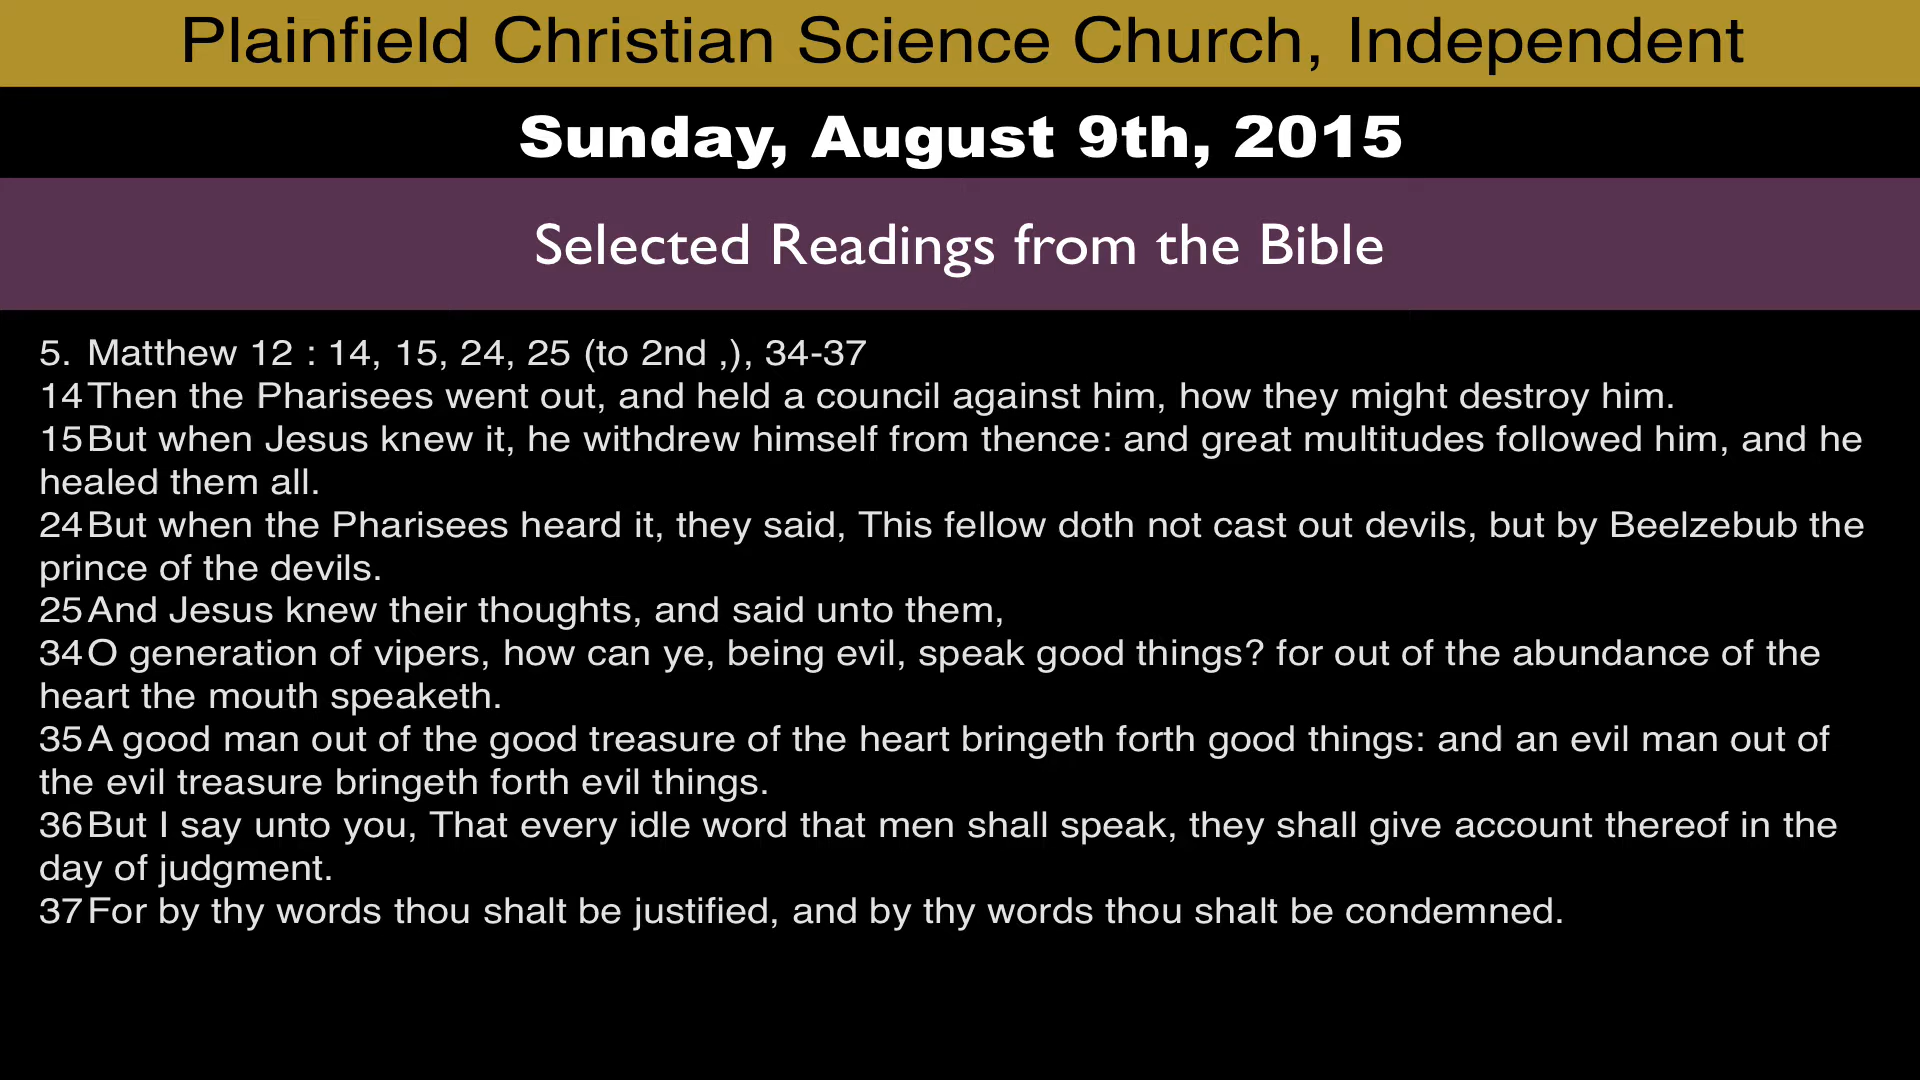 Plainfield Christian Science Church, Independent
Sunday, August 9th, 2015
Selected Readings from the Bible
5. Matthew 12 : 14, 15, 24, 25 (to 2nd ,), 34-37
14 Then the Pharisees went out, and held a council against him, how they might destroy him.
15 But when Jesus knew it, he withdrew himself from thence: and great multitudes followed him, and he
healed them all.
24 But when the Pharisees heard it, they said, This fellow doth not cast out devils, but by Beelzebub the
prince of the devils.
25 And Jesus knew their thoughts, and said unto them,
34 O generation of vipers, how can ye, being evil, speak good things? for out of the abundance of the
heart the mouth speaketh.
35 A good man out of the good treasure of the heart bringeth forth good things: and an evil man out of
the evil treasure bringeth forth evil things.
36 But I say unto you, That every idle word that men shall speak, they shall give account thereof in the
day of judgment.
37 For by thy words thou shalt be justified, and by thy words thou shalt be condemned.